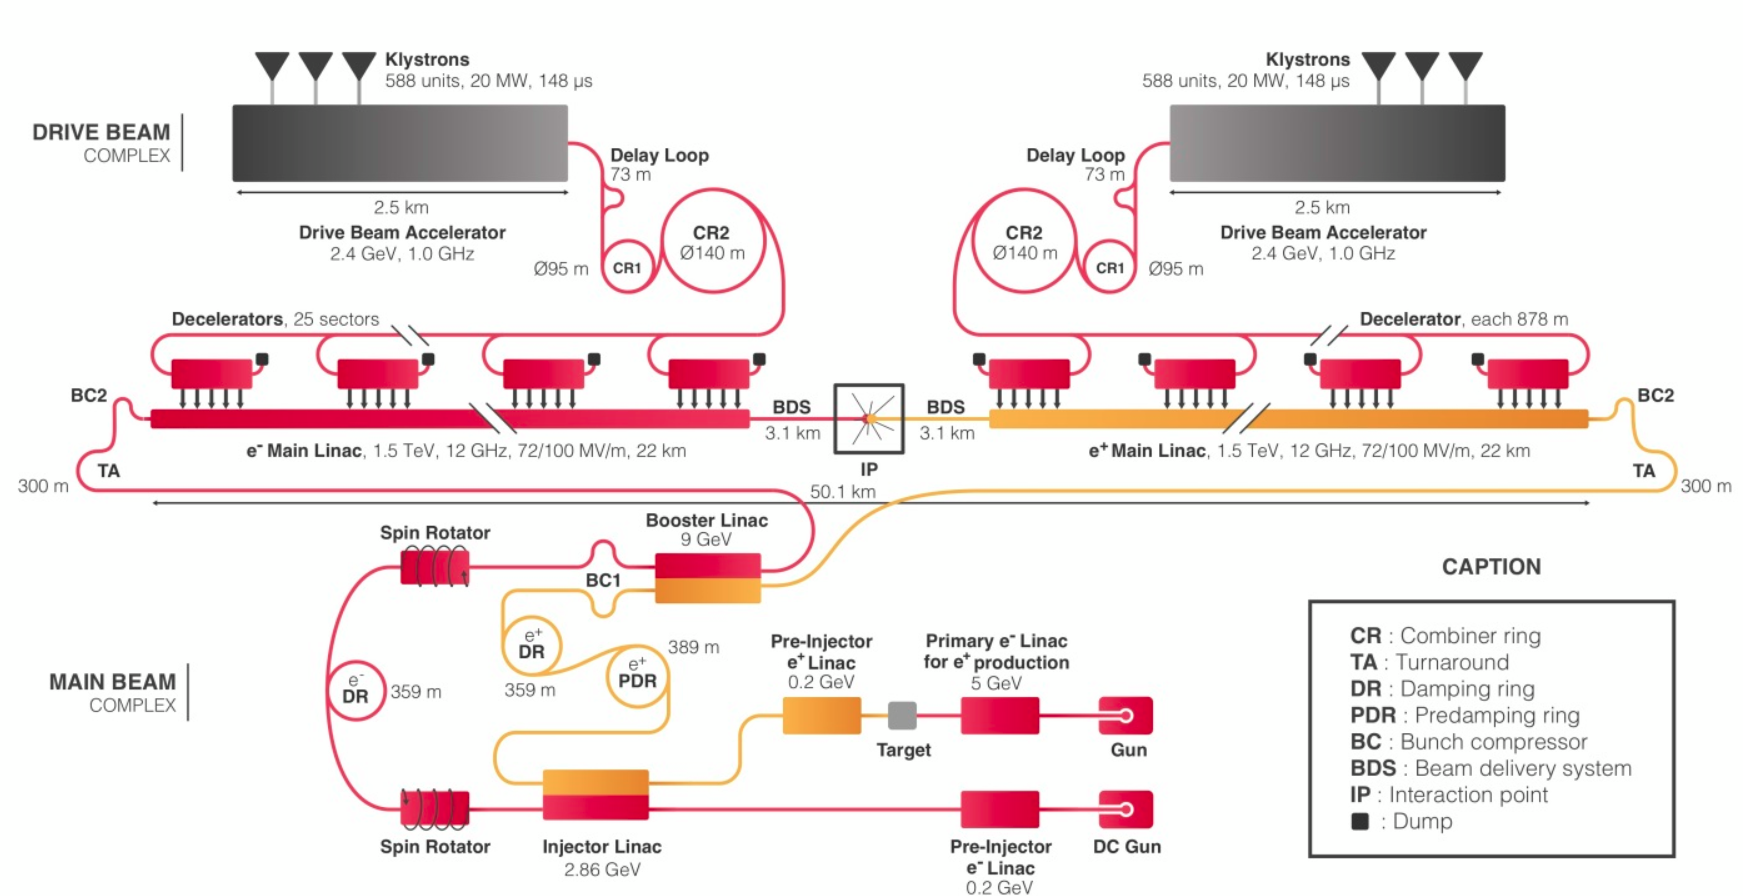 Klystrons
588 units, 20 MW, 148 µs
Klystrons
588 units, 20 MW, 148 µs
DRIVE BEAM
COMPLEX
Delay Loop
73 m
Delay Loop
73 m
2.5 km
Drive Beam Accelerator
2.4 GeV, 1.0 GHz
2.5 km
Drive Beam Accelerator
2.4 GeV, 1.0 GHz
CR2
Ø140 m
CR1
Ø95 m
CR2
Ø140 m
CR1
Ø95 m
Decelerators, 25 sectors
Decelerator, each 878 m
BC2
BDS
3.1 km
BDS
3.1 km
BC2
e⁻ Main Linac, 1.5 TeV, 12 GHz, 72/100 MV/m, 22 km
IP
e⁺ Main Linac, 1.5 TeV, 12 GHz, 72/100 MV/m, 22 km
TA
300 m
TA
300 m
50.1 km
Spin Rotator
Booster Linac
9 GeV
BC1
e⁺
DR
359 m
e⁺
PDR
389 m
e⁻
DR
359 m
MAIN BEAM
COMPLEX
Pre-Injector
e⁺ Linac
0.2 GeV
Primary e⁻ Linac
for e⁺ production
5 GeV
Target
Gun
Spin Rotator
Injector Linac
2.86 GeV
Pre-Injector
e⁻ Linac
0.2 GeV
DC Gun
CAPTION
CR : Combiner ring
TA : Turnaround
DR : Damping ring
PDR : Predamping ring
BC : Bunch compressor
BDS : Beam delivery system
IP : Interaction point
: Dump